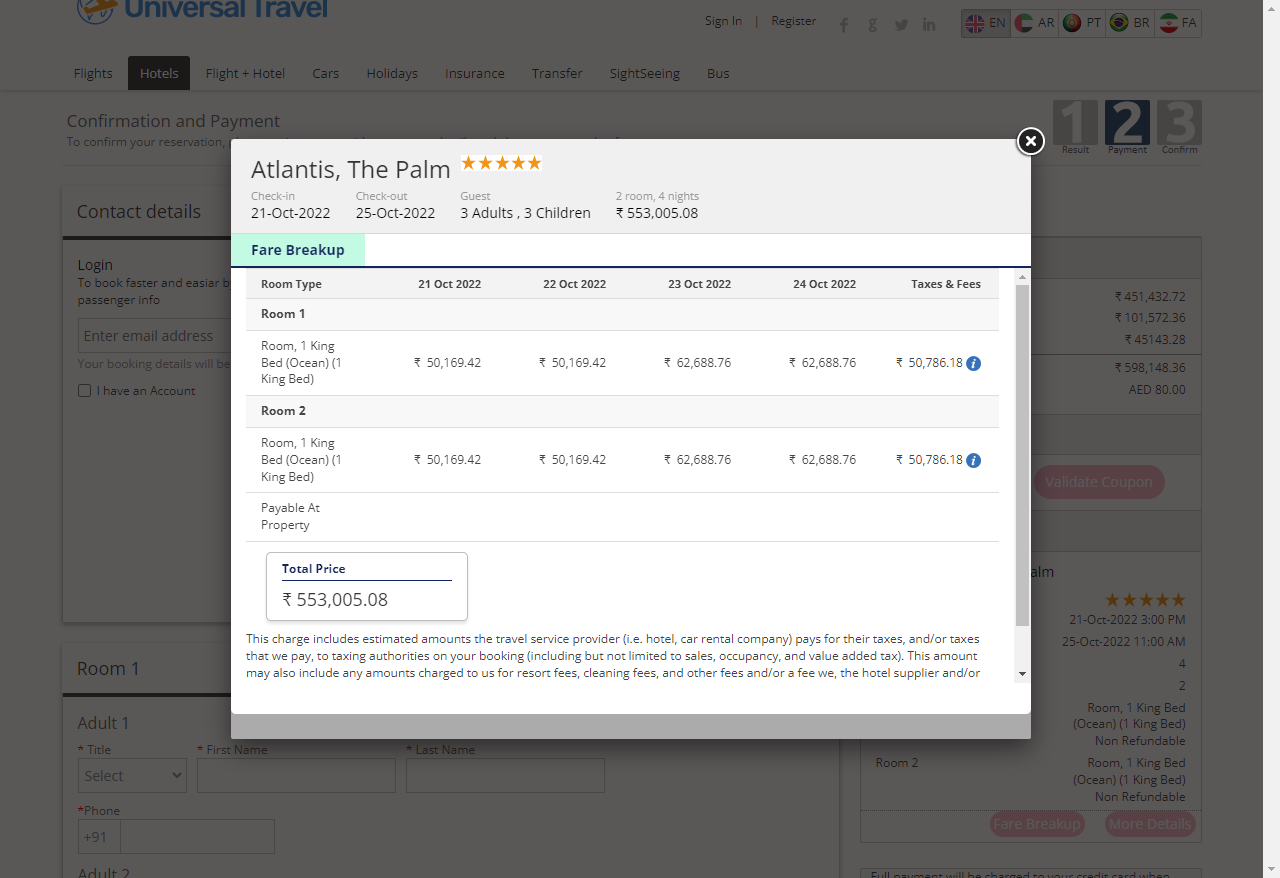 Universal Travel
Sign In | Register
EN AR PT BR FA
Flights Hotels Flight + Hotel Cars Holidays Insurance Transfer SightSeeing Bus
Confirmation and Payment
To confirm your reservation,
1 2 3
Result Payment Confirm
Atlantis, The Palm
Check-in Check-out Guest 2 room, 4 nights
21-Oct-2022 25-Oct-2022 3 Adults , 3 Children ₹ 553,005.08
Contact details
Fare Breakup
Login
To book faster and easiar
passenger info
Enter email address
Your booking details will be
I have an Account
Room Type 21 Oct 2022 22 Oct 2022 23 Oct 2022 24 Oct 2022 Taxes & Fees
Room 1
Room, 1 King
Bed (Ocean) (1
King Bed)
₹ 50,169.42 ₹ 50,169.42 ₹ 62,688.76 ₹ 62,688.76 ₹ 50,786.18 i
Room 2
Room, 1 King
Bed (Ocean) (1
King Bed)
₹ 50,169.42 ₹ 50,169.42 ₹ 62,688.76 ₹ 62,688.76 ₹ 50,786.18 i
Payable At
Property
Total Price
₹ 553,005.08
This charge includes estimated amounts the travel service provider (i.e. hotel, car rental company) pays for their taxes, and/or taxes
that we pay, to taxing authorities on your booking (including but not limited to sales, occupancy, and value added tax). This amount
may also include any amounts charged to us for resort fees, cleaning fees, and other fees and/or a fee we, the hotel supplier and/or
₹ 451,432.72
₹ 101,572.36
₹ 45143.28
₹ 598,148.36
AED 80.00
Validate Coupon
alm
21-Oct-2022 3:00 PM
25-Oct-2022 11:00 AM
4
2
Room, 1 King Bed
(Ocean) (1 King Bed)
Non Refundable
Room 2 Room, 1 King Bed
(Ocean) (1 King Bed)
Non Refundable
Fare Breakup More Details
Full payment will be charged to your credit card when
Room 1
Adult 1
* Title * First Name * Last Name
Select
*Phone
+91
Adult 2